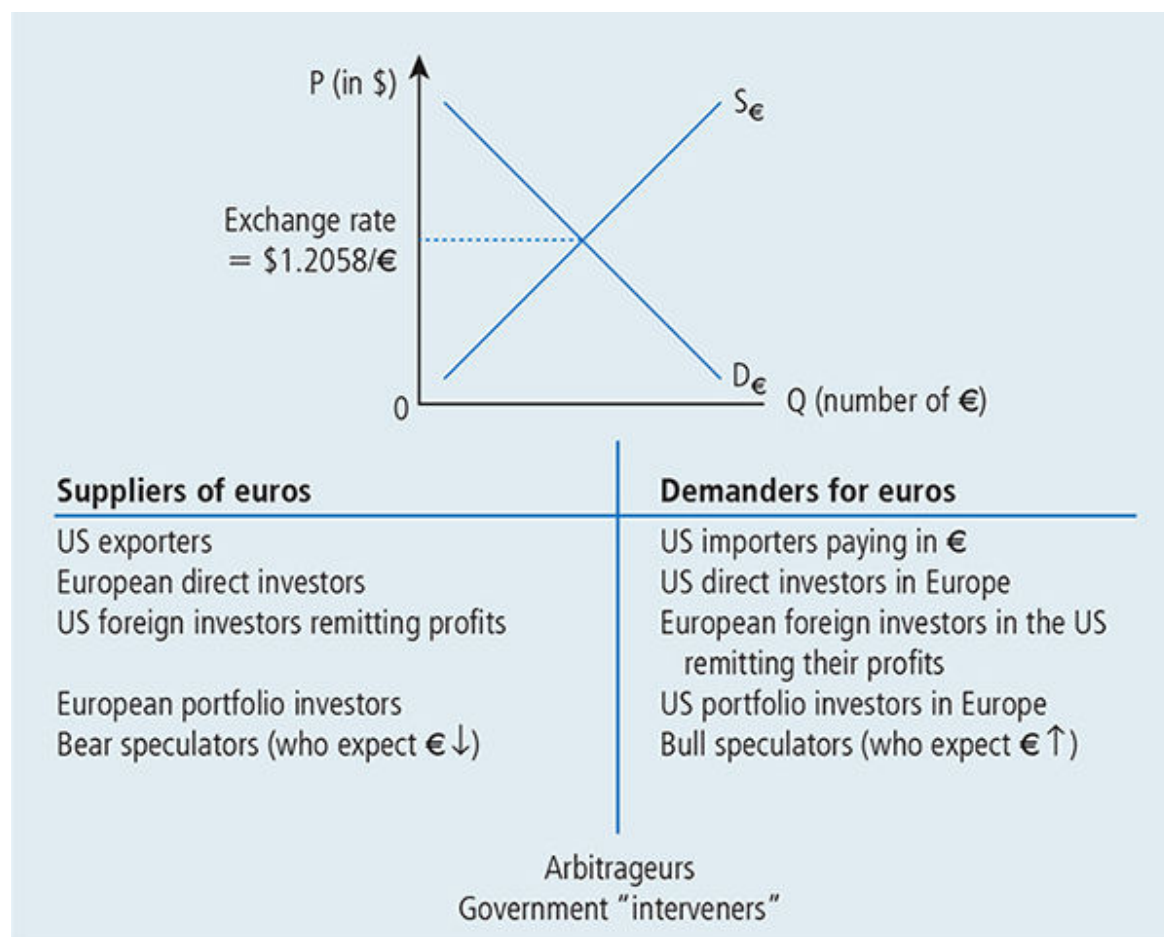 P (in $)
S€
Exchange rate
= $1.2058/€
D€
0
Q (number of €)
Suppliers of euros
US exporters
European direct investors
US foreign investors remitting profits
European portfolio investors
Bear speculators (who expect €↓)
Demanders for euros
US importers paying in €
US direct investors in Europe
European foreign investors in the US
remitting their profits
US portfolio investors in Europe
Bull speculators (who expect €↑)
Arbitrageurs
Government “interveners”